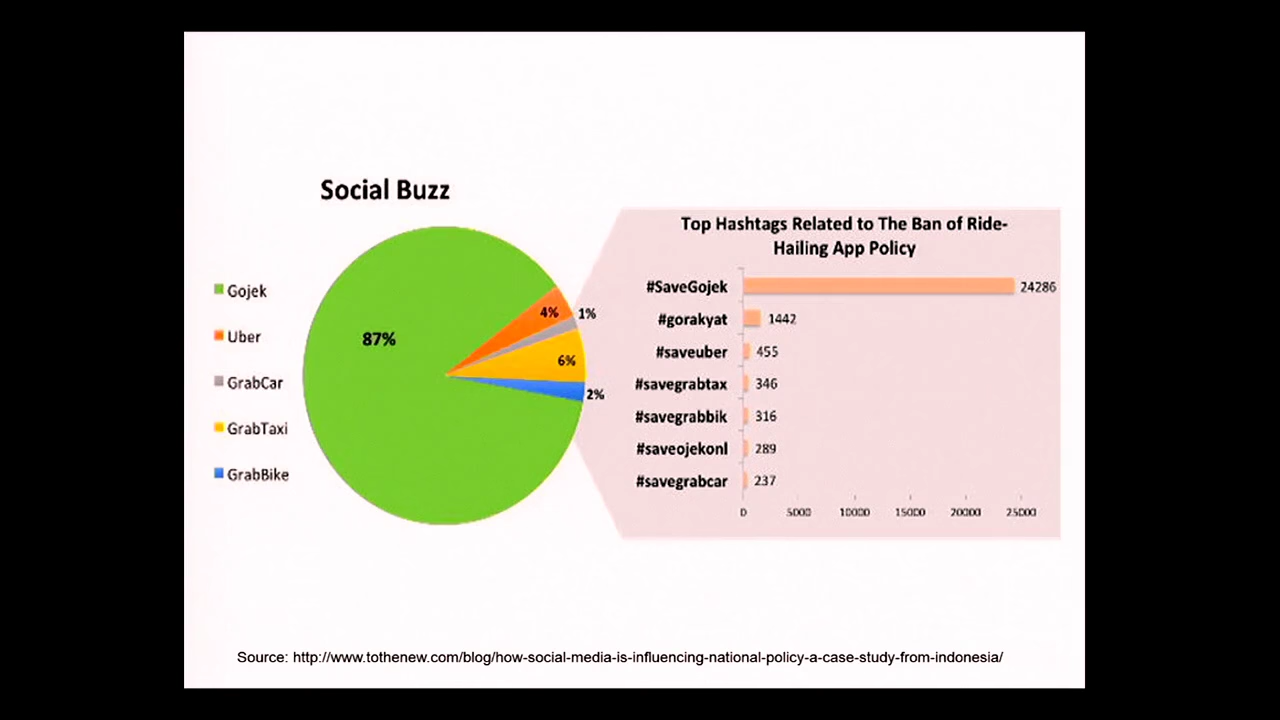 Social Buzz
Gojek
Uber
GrabCar
GrabTaxi
GrabBike
87%
4%
1%
6%
2%
Top Hashtags Related to The Ban of Ride-
Hailing App Policy
#SaveGojek 24286
#gorakyat 1442
#saveuber 455
#savegrabtax 346
#savegrabbik 316
#saveojekonl 289
#savegrabcar 237
0 5000 10000 15000 20000 25000
Source: http://www.tothenew.com/blog/how-social-media-is-influencing-national-policy-a-case-study-from-indonesia/